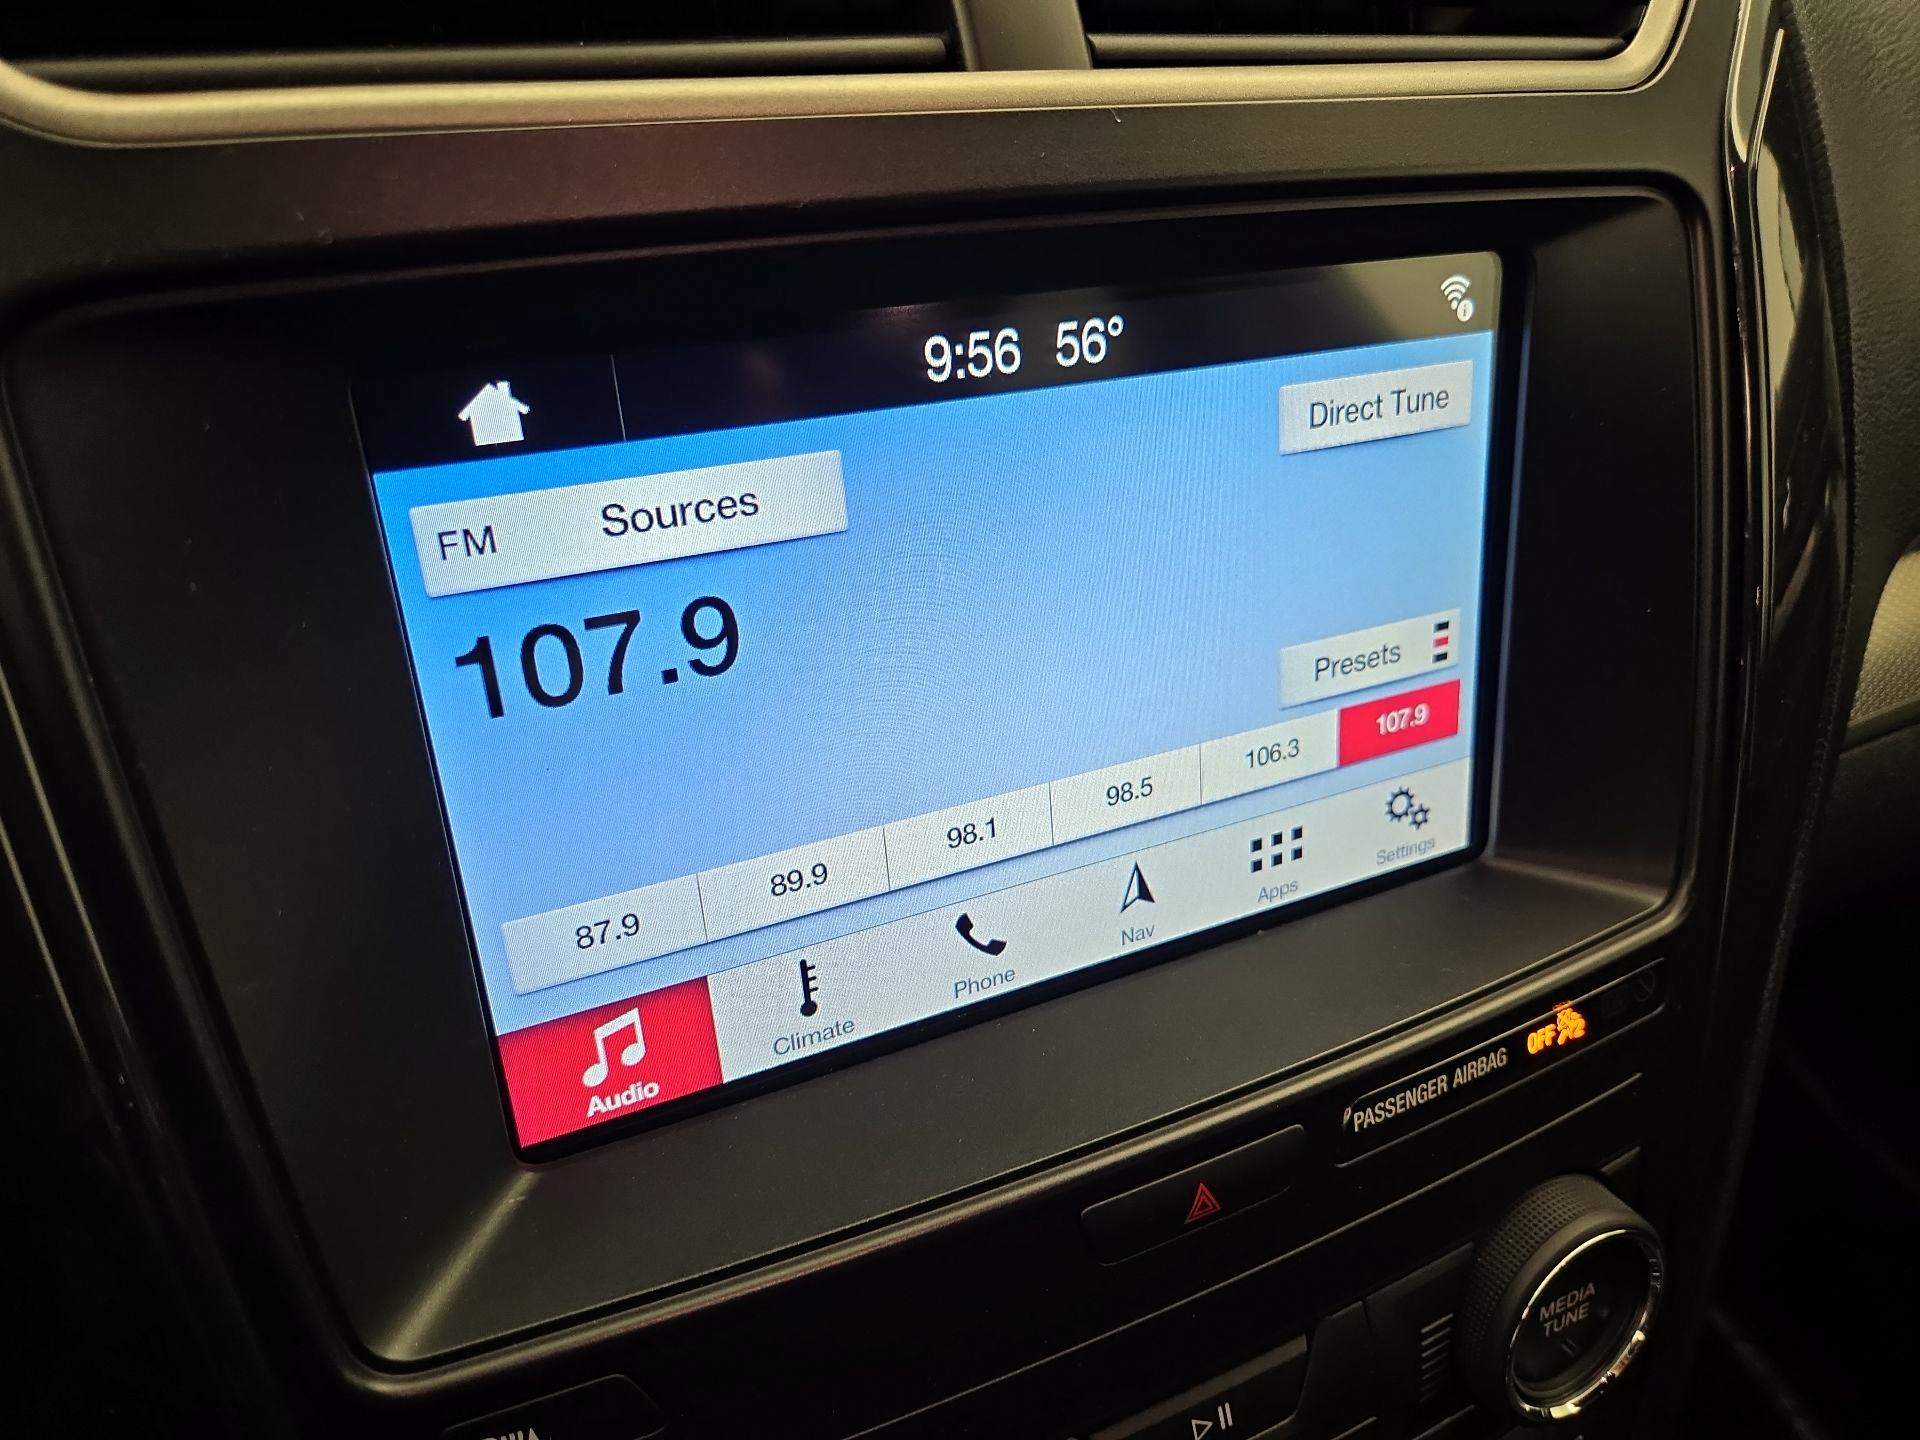 9:56 56°
Direct Tune
FM Sources
107.9
Presets
87.9 89.9 98.1 98.5 106.3 107.9
Audio Climate Phone Nav Apps Settings
PASSENGER AIRBAG OFF
MEDIA
TUNE